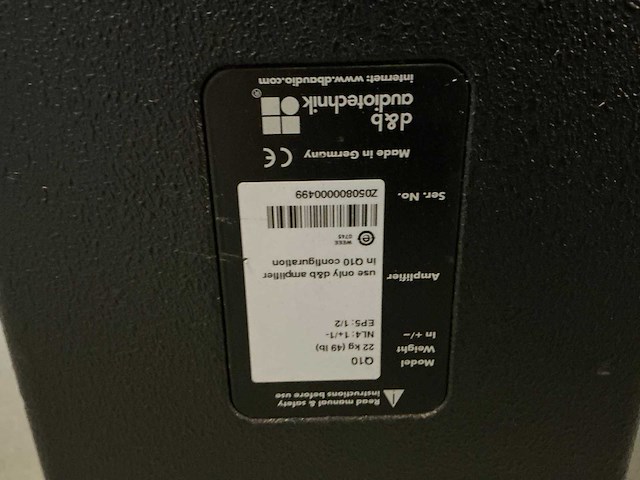 Read manual & safety
instructions before use
Model Q10
Weight 22 kg (49 lb)
In +/− NL4: 1+/1-
EP5: 1/2
Amplifier use only d&b amplifier
in Q10 configuration
WEEE
0765
Ser. No. Z0508000000499
Made in Germany CE
d&b
audiotechnik ®
internet: www.dbaudio.com